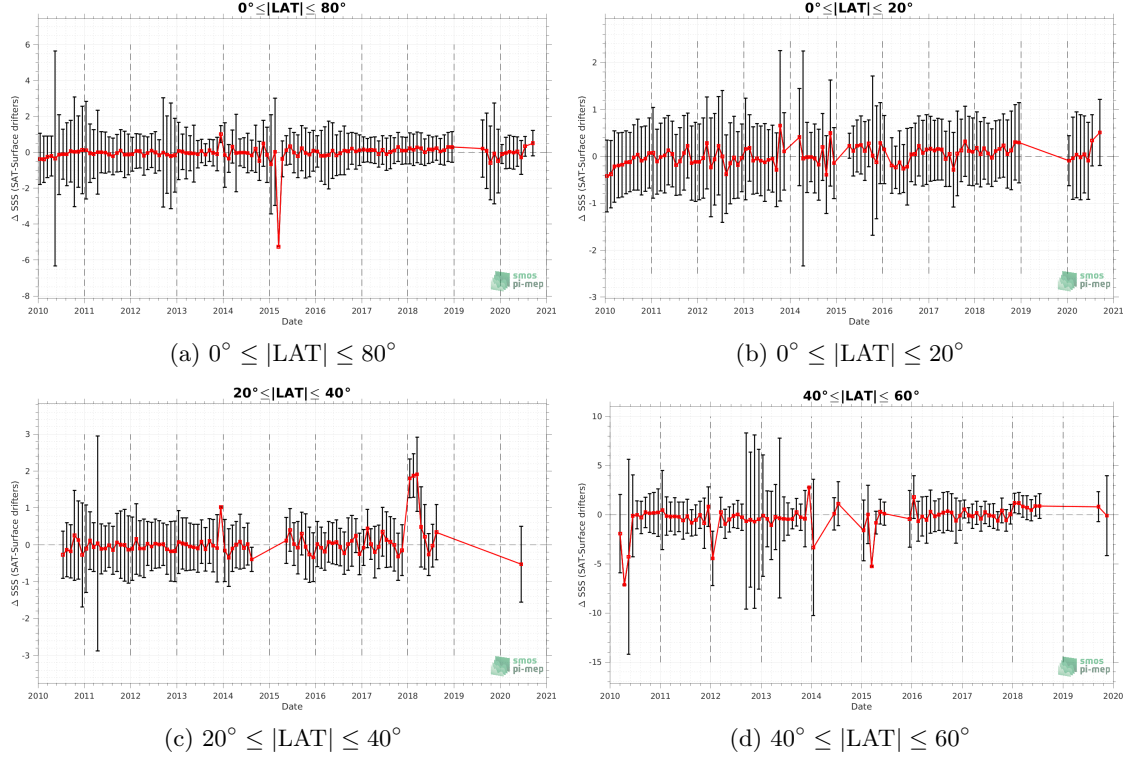 0°≤|LAT|≤ 80°
Δ SSS (SAT-Surface drifters)
6
4
2
0
-2
-4
-6
-8
2010 2011 2012 2013 2014 2015 2016 2017 2018 2019 2020 2021
Date
smos
pi-mep
(a) 0° ≤ |LAT| ≤ 80°
0°≤|LAT|≤ 20°
Δ SSS (SAT-Surface drifters)
2
1
0
-1
-2
-3
2010 2011 2012 2013 2014 2015 2016 2017 2018 2019 2020 2021
Date
smos
pi-mep
(b) 0° ≤ |LAT| ≤ 20°
20°≤|LAT|≤ 40°
Δ SSS (SAT-Surface drifters)
3
2
1
0
-1
-2
-3
2010 2011 2012 2013 2014 2015 2016 2017 2018 2019 2020 2021
Date
smos
pi-mep
(c) 20° ≤ |LAT| ≤ 40°
40°≤|LAT|≤ 60°
Δ SSS (SAT-Surface drifters)
10
5
0
-5
-10
-15
2010 2011 2012 2013 2014 2015 2016 2017 2018 2019 2020
Date
smos
pi-mep
(d) 40° ≤ |LAT| ≤ 60°